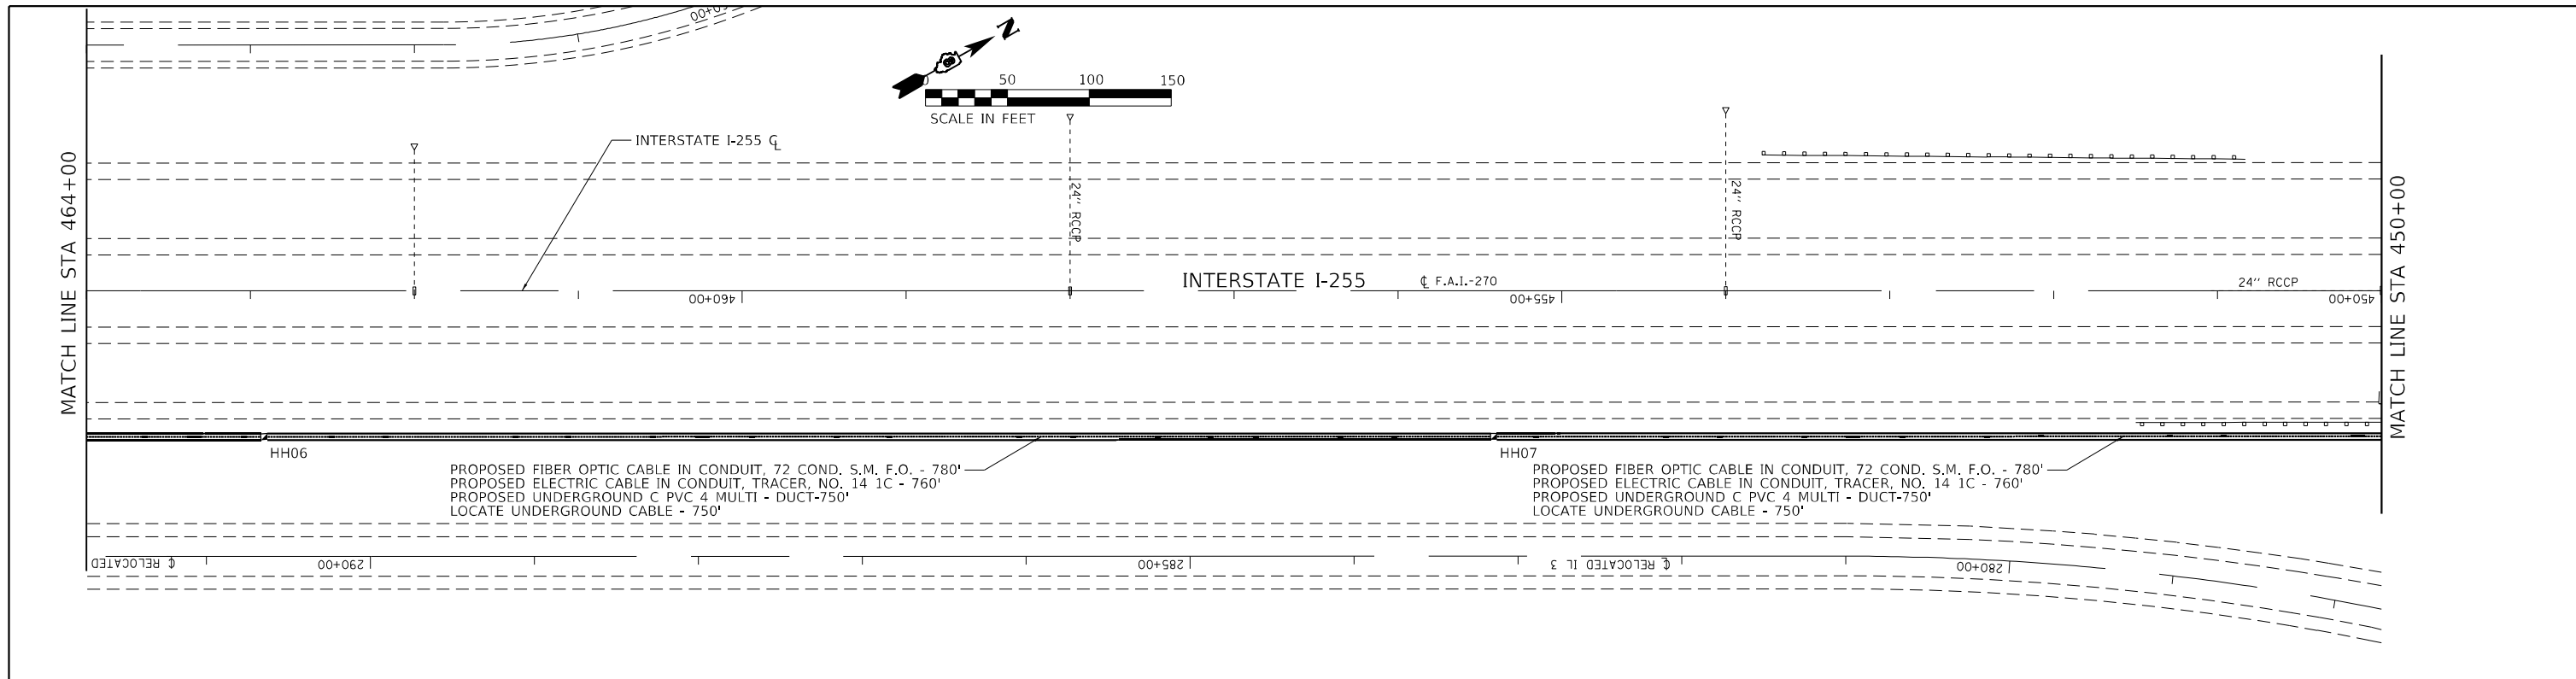 00+00
N
0 50 100 150
SCALE IN FEET
INTERSTATE I-255 ℄
MATCH LINE STA 464+00
24" RCCP
24" RCCP
MATCH LINE STA 450+00
INTERSTATE I-255
℄ F.A.I.-270
24" RCCP
460+00
455+00
450+00
HH06
HH07
PROPOSED FIBER OPTIC CABLE IN CONDUIT, 72 COND. S.M. F.O. - 780'
PROPOSED ELECTRIC CABLE IN CONDUIT, TRACER, NO. 14 1C - 760'
PROPOSED UNDERGROUND C PVC 4 MULTI - DUCT-750'
LOCATE UNDERGROUND CABLE - 750'
PROPOSED FIBER OPTIC CABLE IN CONDUIT, 72 COND. S.M. F.O. - 780'
PROPOSED ELECTRIC CABLE IN CONDUIT, TRACER, NO. 14 1C - 760'
PROPOSED UNDERGROUND C PVC 4 MULTI - DUCT-750'
LOCATE UNDERGROUND CABLE - 750'
℄ RELOCATED
290+00
285+00
℄ RELOCATED IL 3
280+00